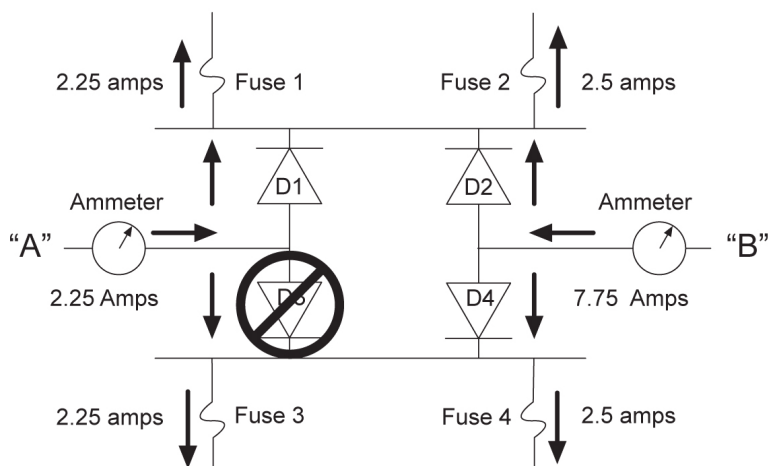 2.25 amps
Fuse 1
Fuse 2
2.5 amps
D1
D2
Ammeter
Ammeter
“A”
“B”
2.25 Amps
D3
D4
7.75 Amps
2.25 amps
Fuse 3
Fuse 4
2.5 amps